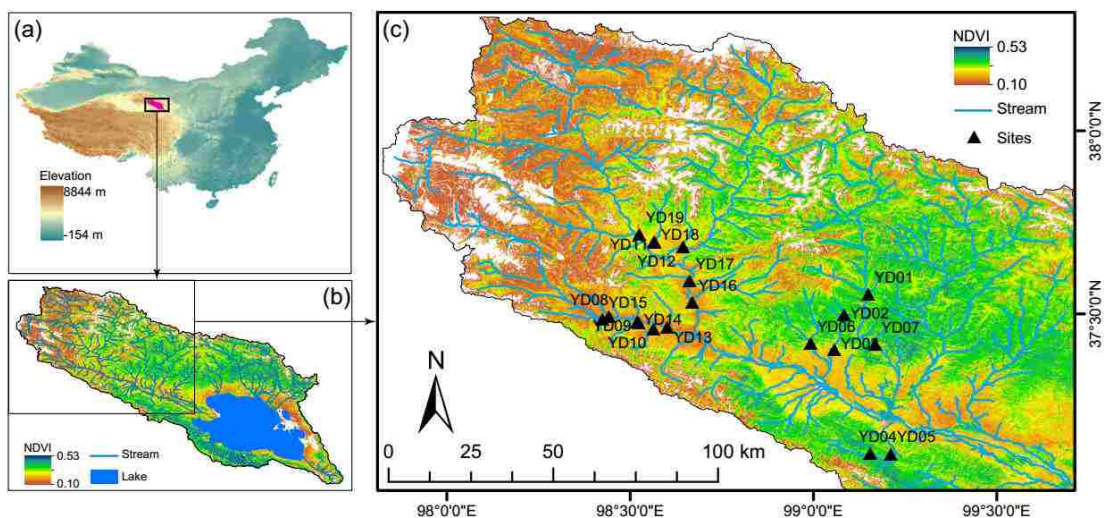 (a)
Elevation
8844 m
-154 m
(b)
NDVI
0.53
0.10
Stream
Lake
(c)
NDVI
0.53
0.10
Stream
Sites
YD19
YD11
YD18
YD12
YD17
YD16
YD01
YD08
YD15
YD02
YD09
YD14
YD07
YD10
YD13
YD04
YD05
N
0
25
50
100 km
38°0'0"N
37°30'0"N
98°0'0"E
98°30'0"E
99°0'0"E
99°30'0"E